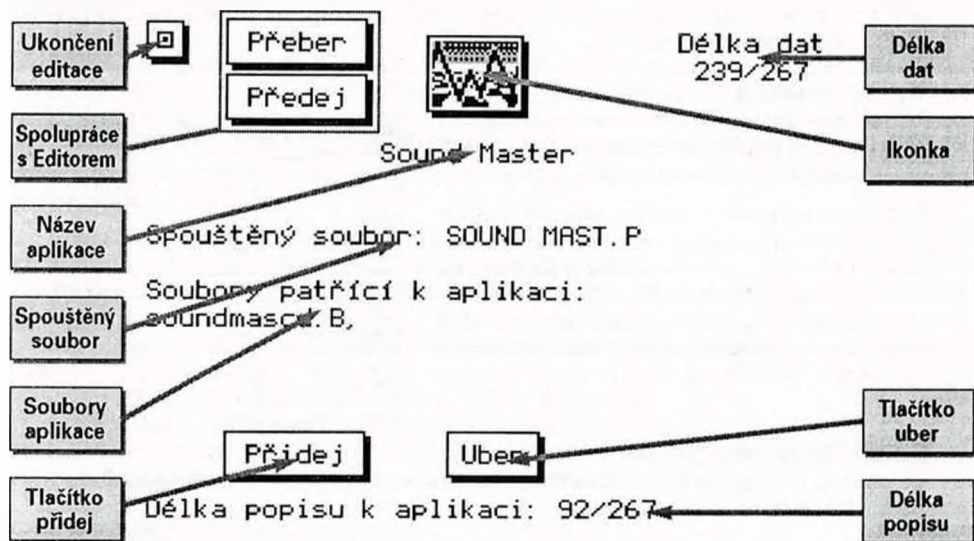 Ukončení
editace
Přeber
Předej
Délka dat
239/267
Délka
dat
Spolupráce
s Editorem
Ikonka
Sound Master
Název
aplikace
Spouštěný soubor: SOUND MAST.P
Spouštěný
soubor
Soubory patřící k aplikaci:
Soubory
aplikace
Přidej
Uber
Tlačítko
uber
Tlačítko
přidej
Délka popisu k aplikaci: 92/267
Délka
popisu